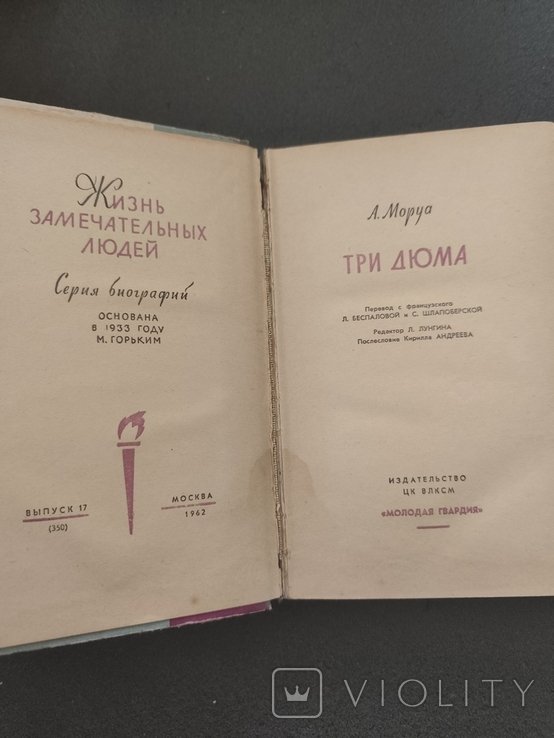 Жизнь
ЗАМЕЧАТЕЛЬНЫХ
ЛЮДЕЙ
Серия биографий
ОСНОВАНА
В 1933 ГОДУ
М. ГОРЬКИМ
ВЫПУСК 17
(350)
МОСКВА
1962
А. Моруа
ТРИ ДЮМА
Перевод с французского
Л. БЕСПАЛОВОЙ и С. ШЛАПОБЕРСКОЙ
Редактор Л. ЛУНГИНА
Послесловие Кирилла АНДРЕЕВА
ИЗДАТЕЛЬСТВО
ЦК ВЛКСМ
«МОЛОДАЯ ГВАРДИЯ»
VIOLITY